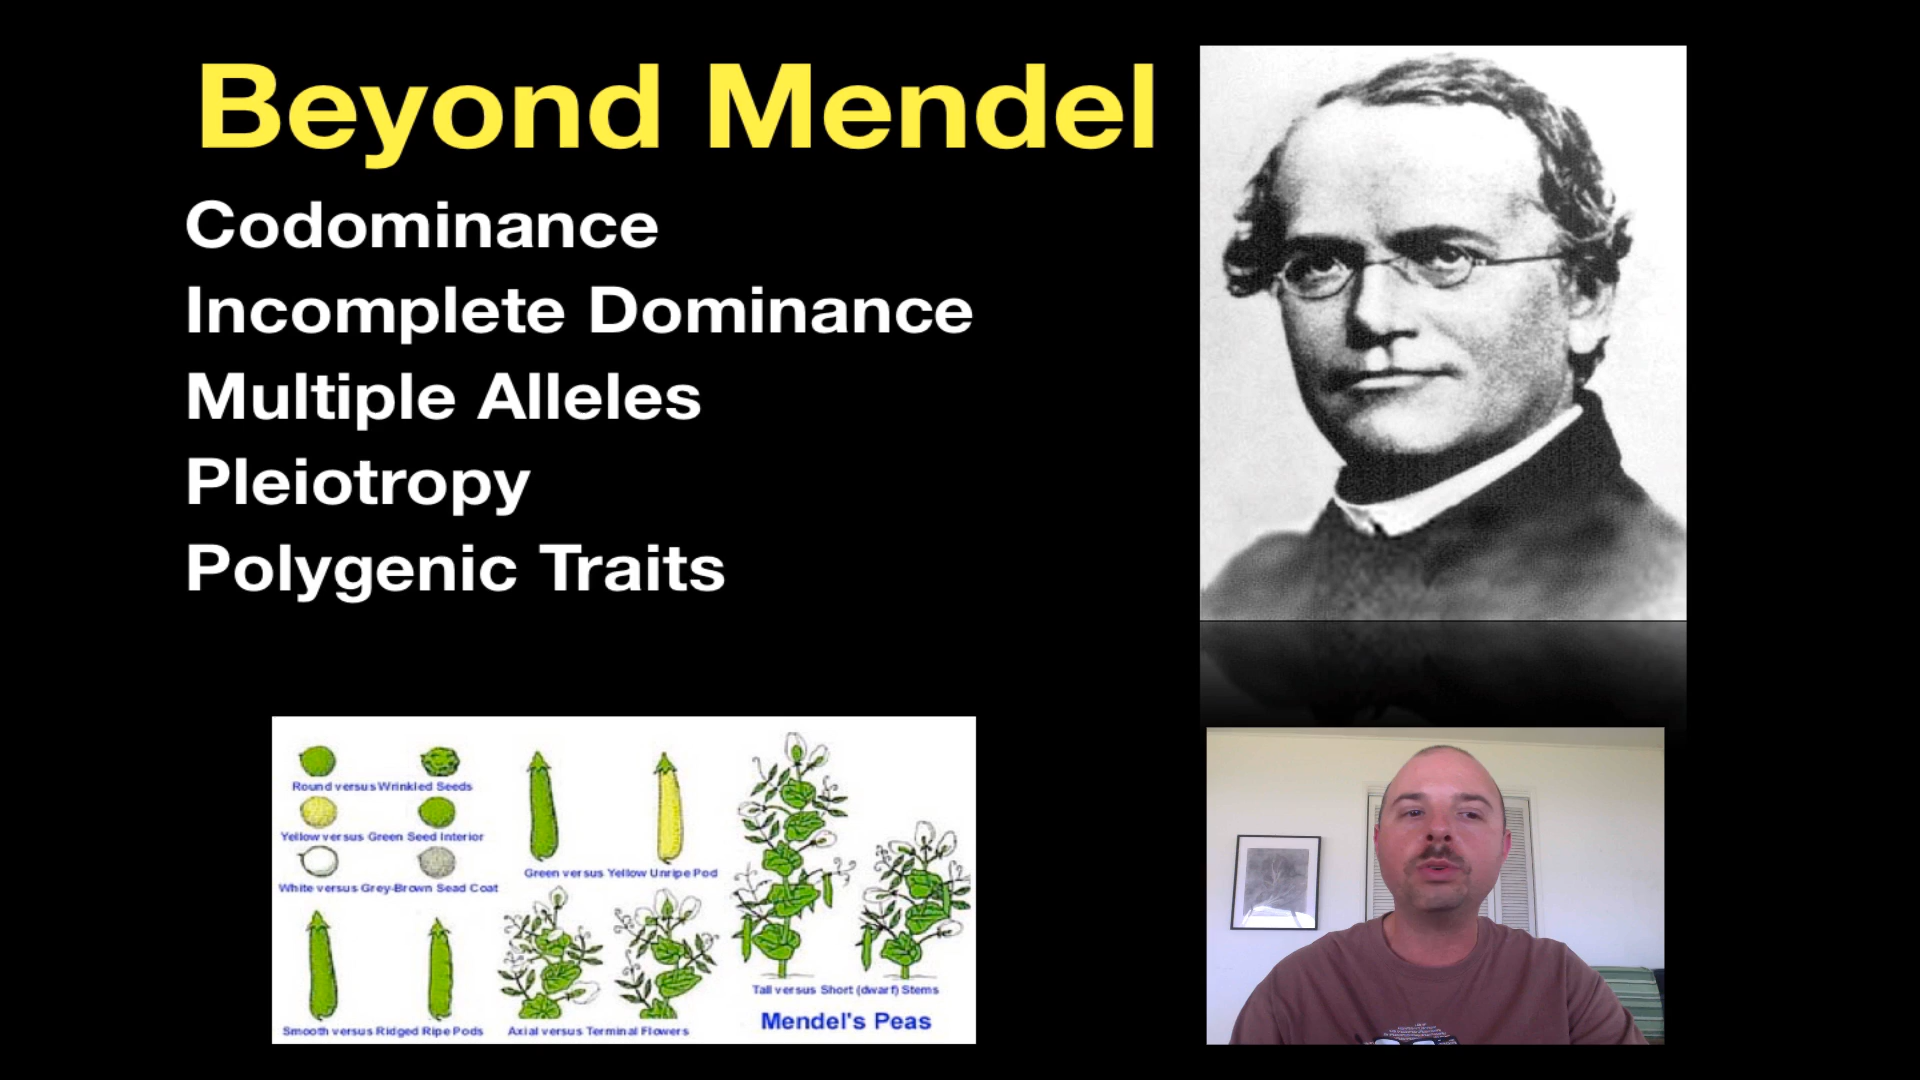 Beyond Mendel
Codominance
Incomplete Dominance
Multiple Alleles
Pleiotropy
Polygenic Traits
Round versus Wrinkled Seeds
Yellow versus Green Seed Interior
White versus Grey-Brown Sead Coat
Smooth versus Ridged Ripe Pods
Green versus Yellow Unripe Pod
Axial versus Terminal Flowers
Tall versus Short (dwarf) Stems
Mendel's Peas